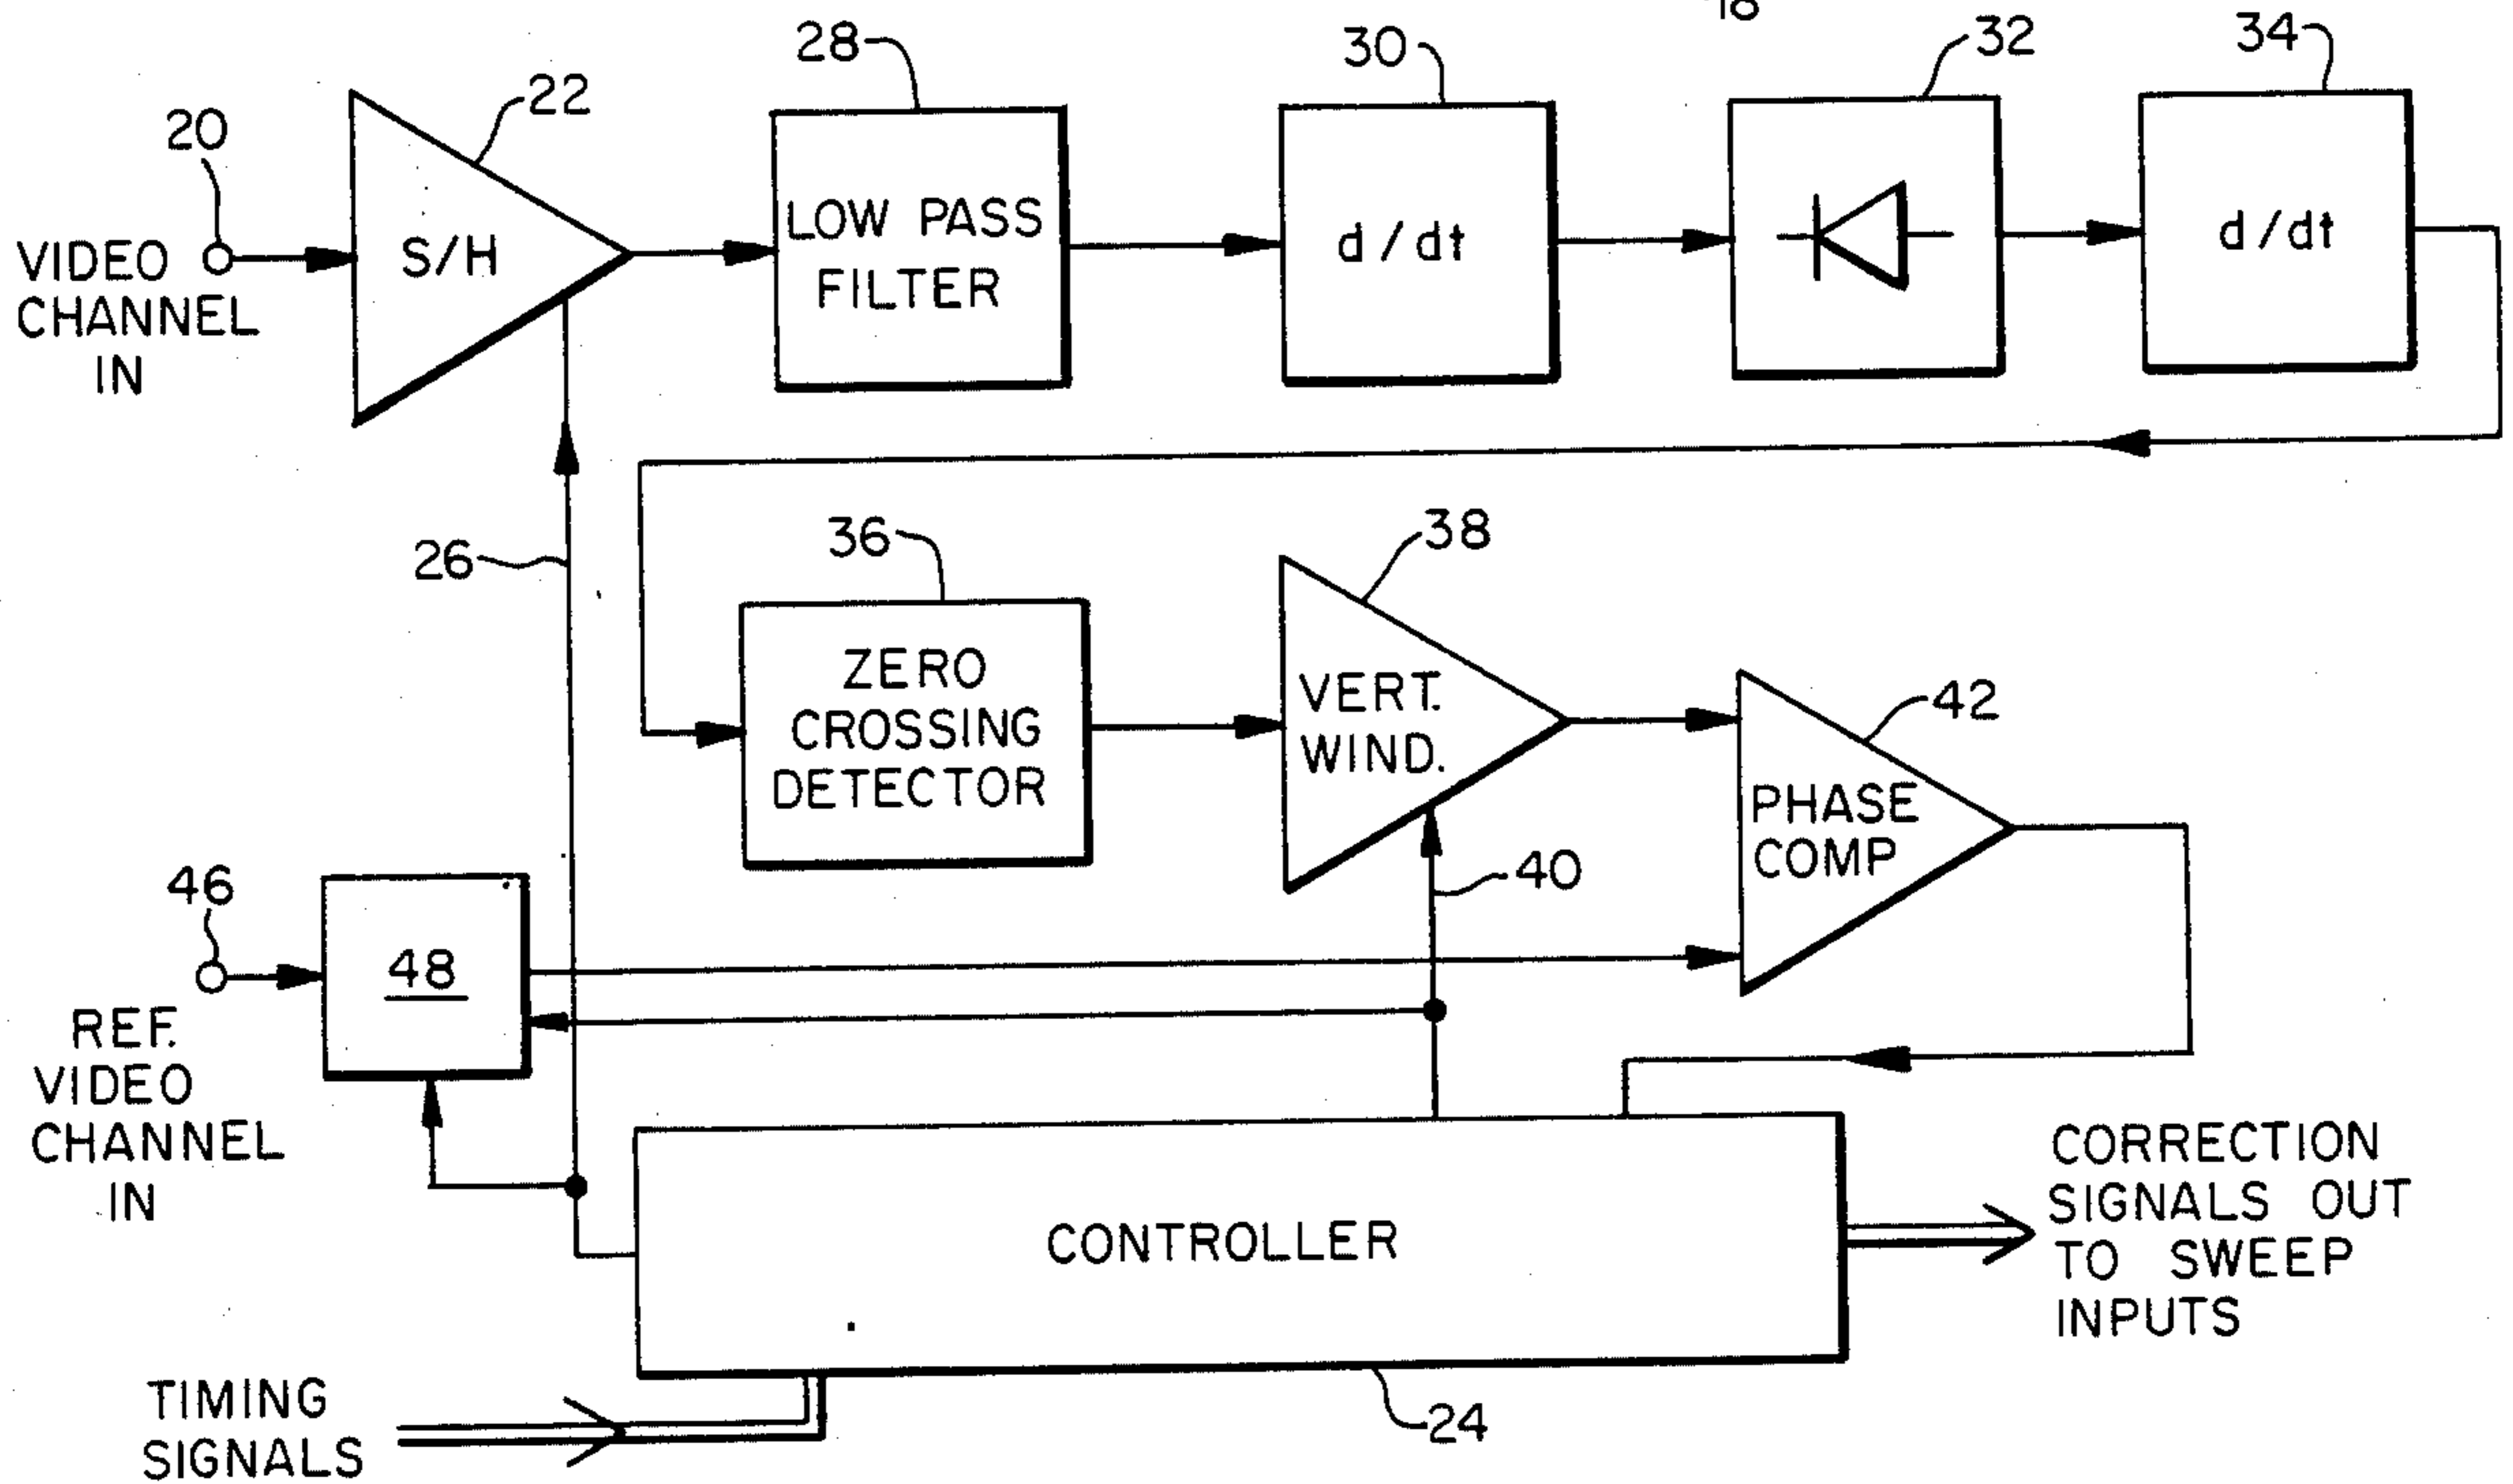 28
30
32
34
22
20
S/H
LOW PASS
FILTER
d/dt
d/dt
VIDEO
CHANNEL
IN
26
36
38
ZERO
CROSSING
DETECTOR
VERT.
WIND.
42
PHASE
COMP
40
46
48
REF.
VIDEO
CHANNEL
IN
CONTROLLER
CORRECTION
SIGNALS OUT
TO SWEEP
INPUTS
TIMING
SIGNALS
24